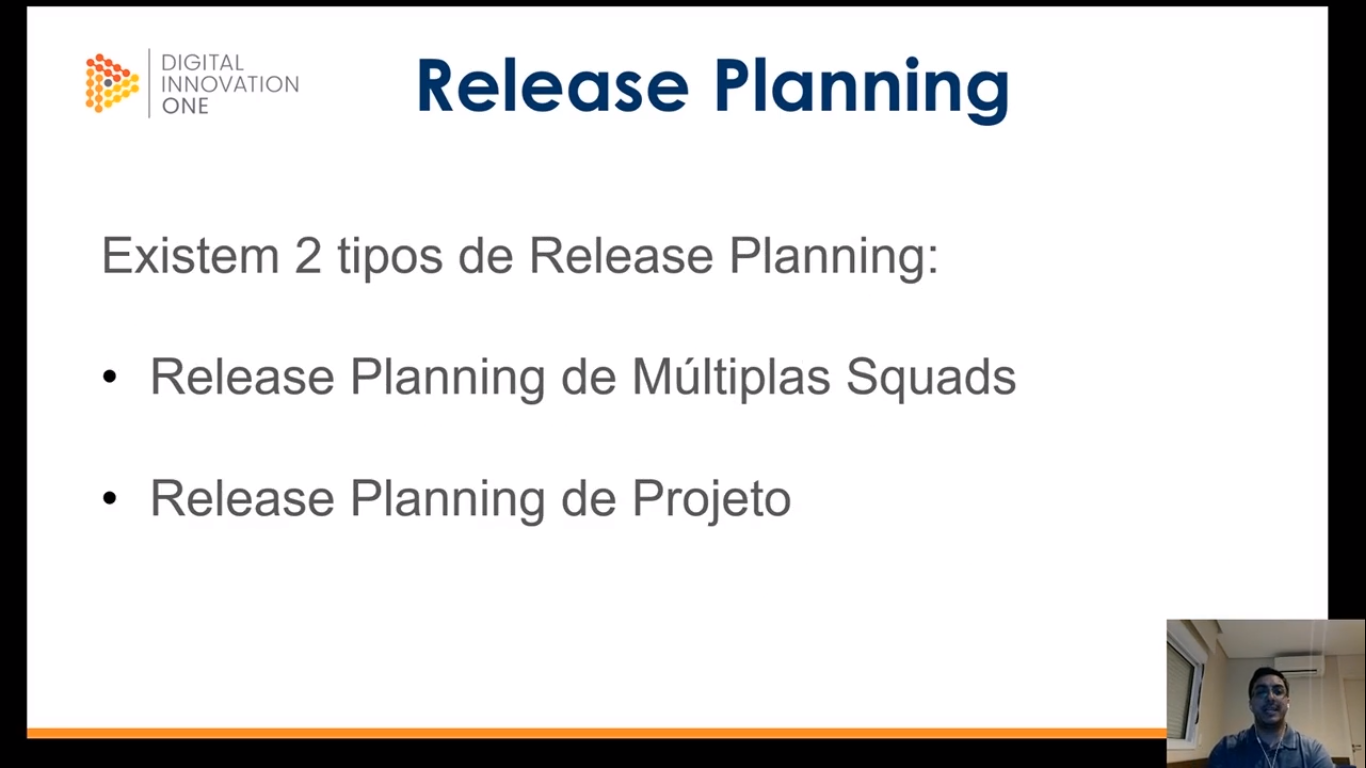 DIGITAL
INNOVATION
ONE
Release Planning
Existem 2 tipos de Release Planning:
• Release Planning de Múltiplas Squads
• Release Planning de Projeto